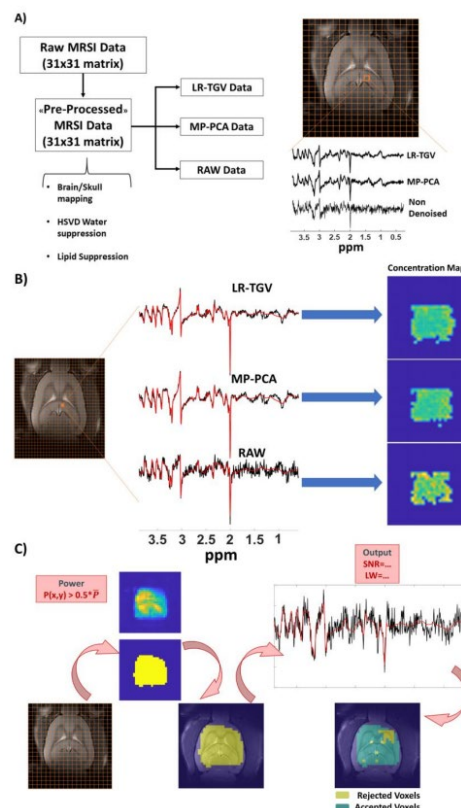 A)
Raw MRSI Data
(31x31 matrix)
«Pre-Processed»
MRSI Data
(31x31 matrix)
LR-TGV Data
MP-PCA Data
RAW Data
• Brain/Skull
mapping
• HSVD Water
suppression
• Lipid Suppression
LR-TGV
MP-PCA
Non
Denoised
3.5 3 2.5 2 1.5 1 0.5
ppm
B)
Concentration Map
LR-TGV
MP-PCA
RAW
3.5 3 2.5 2 1.5 1
ppm
C)
Power
P(x,y) > 0.5*P̄
Output
SNR=...
LW=...
Rejected Voxels
Accepted Voxels